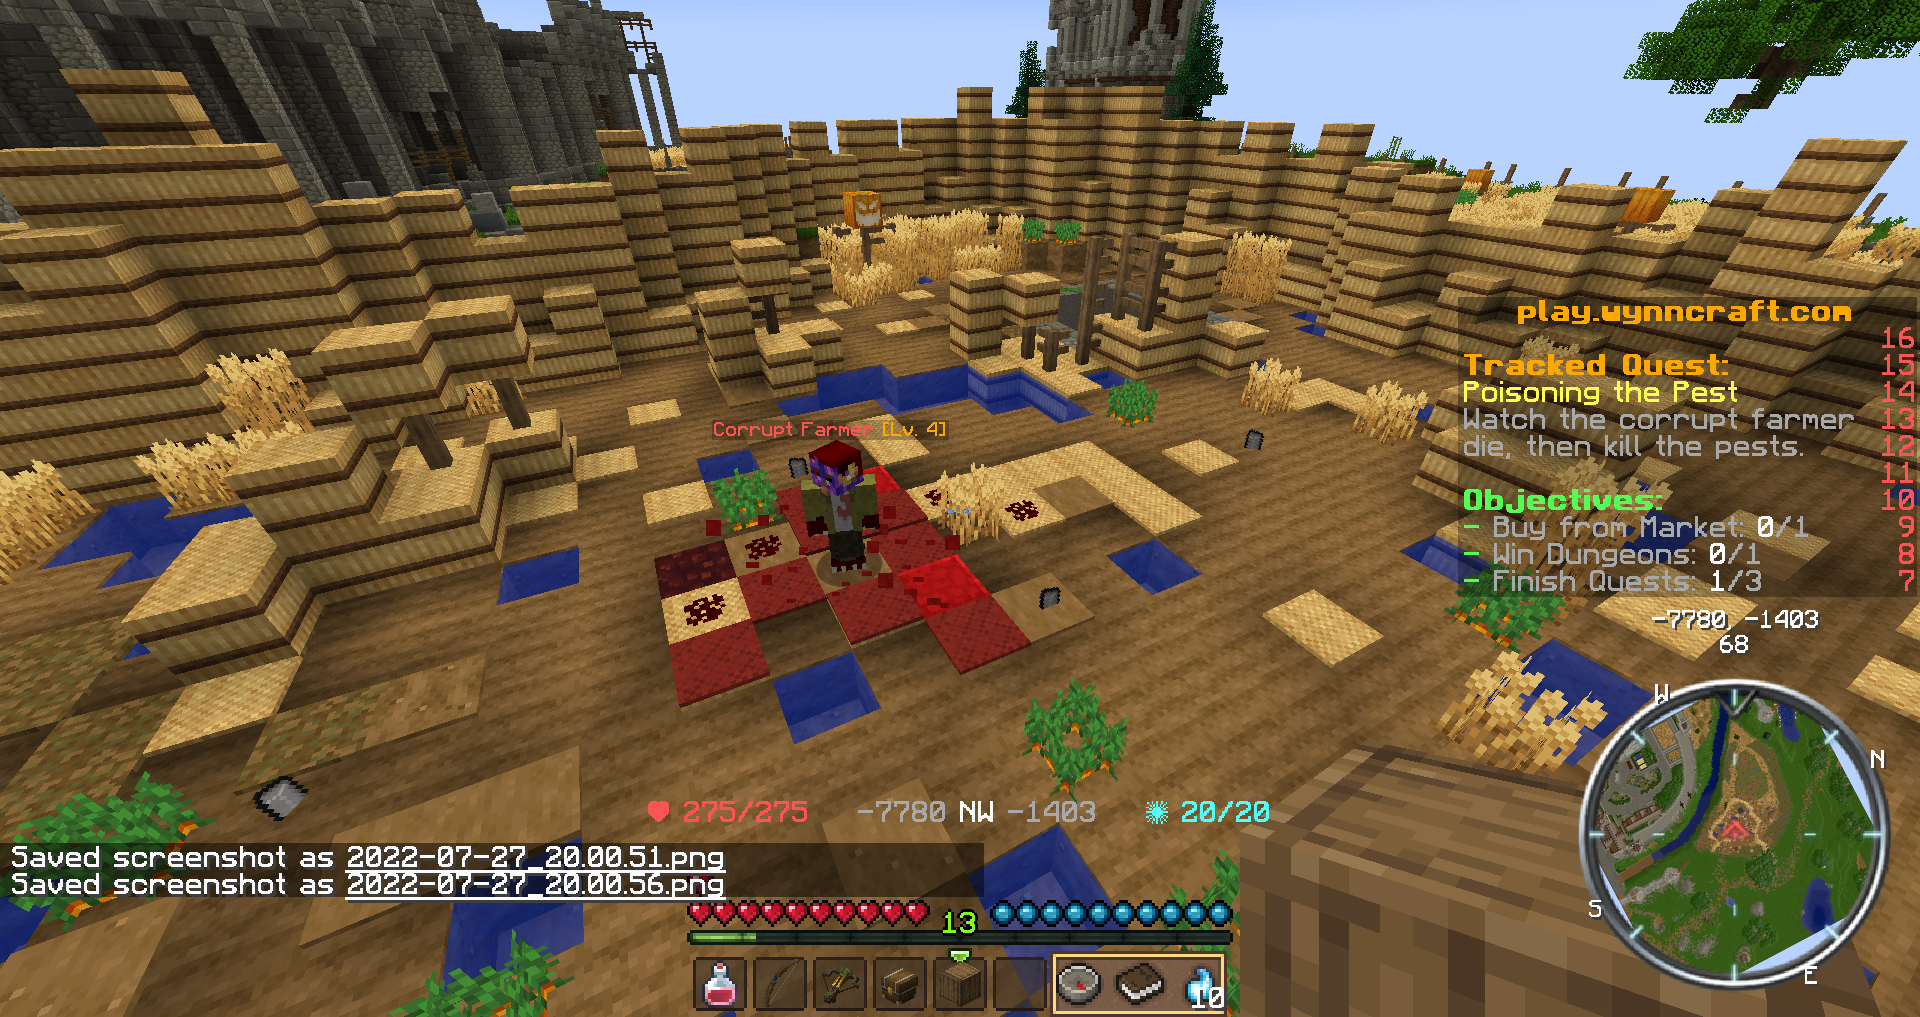 Corrupt Farmer [Lv. 4]
play.wynncraft.com
16
Tracked Quest:
15
Poisoning the Pest
14
Watch the corrupt farmer
13
die, then kill the pests.
12
11
Objectives:
10
- Buy from Market: 0/1
9
- Win Dungeons: 0/1
8
- Finish Quests: 1/3
7
-7780, -1403
68
W
N
S
E
275/275
-7780 NW -1403
20/20
Saved screenshot as 2022-07-27_20.00.51.png
Saved screenshot as 2022-07-27_20.00.56.png
13
10